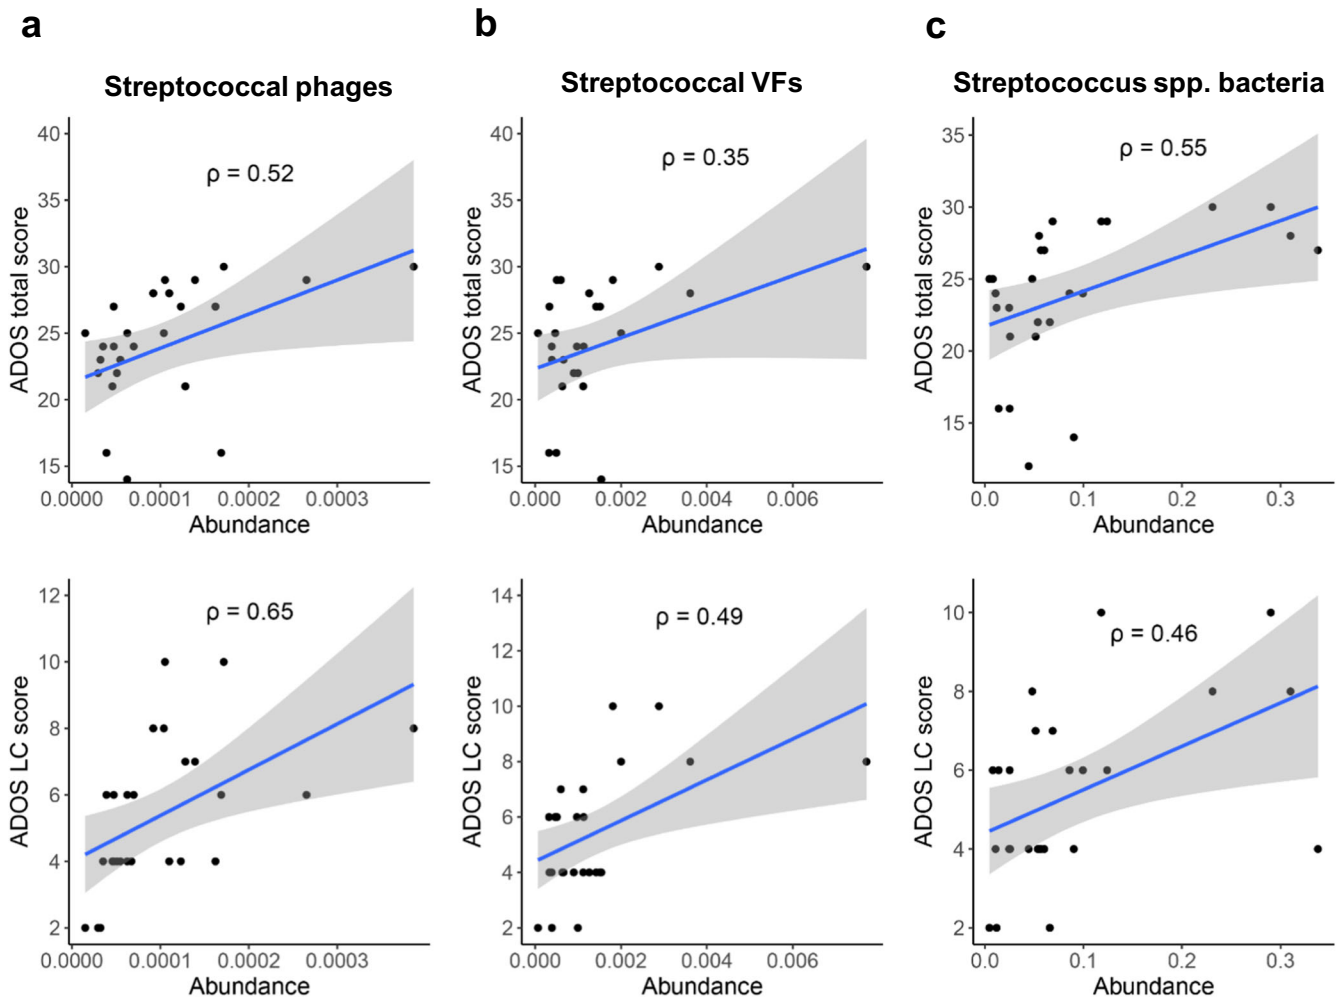 a
b
c
Streptococcal phages
Streptococcal VFs
Streptococcus spp. bacteria
ADOS total score
40
35
30
25
20
15
ρ = 0.52
0.0000
0.0001
0.0002
0.0003
Abundance
ADOS total score
40
35
30
25
20
15
ρ = 0.35
0.000
0.002
0.004
0.006
Abundance
ADOS total score
35
30
25
20
15
ρ = 0.55
0.0
0.1
0.2
0.3
Abundance
ADOS LC score
12
10
8
6
4
2
ρ = 0.65
0.0000
0.0001
0.0002
0.0003
Abundance
ADOS LC score
14
12
10
8
6
4
2
ρ = 0.49
0.000
0.002
0.004
0.006
Abundance
ADOS LC score
10
8
6
4
2
ρ = 0.46
0.0
0.1
0.2
0.3
Abundance